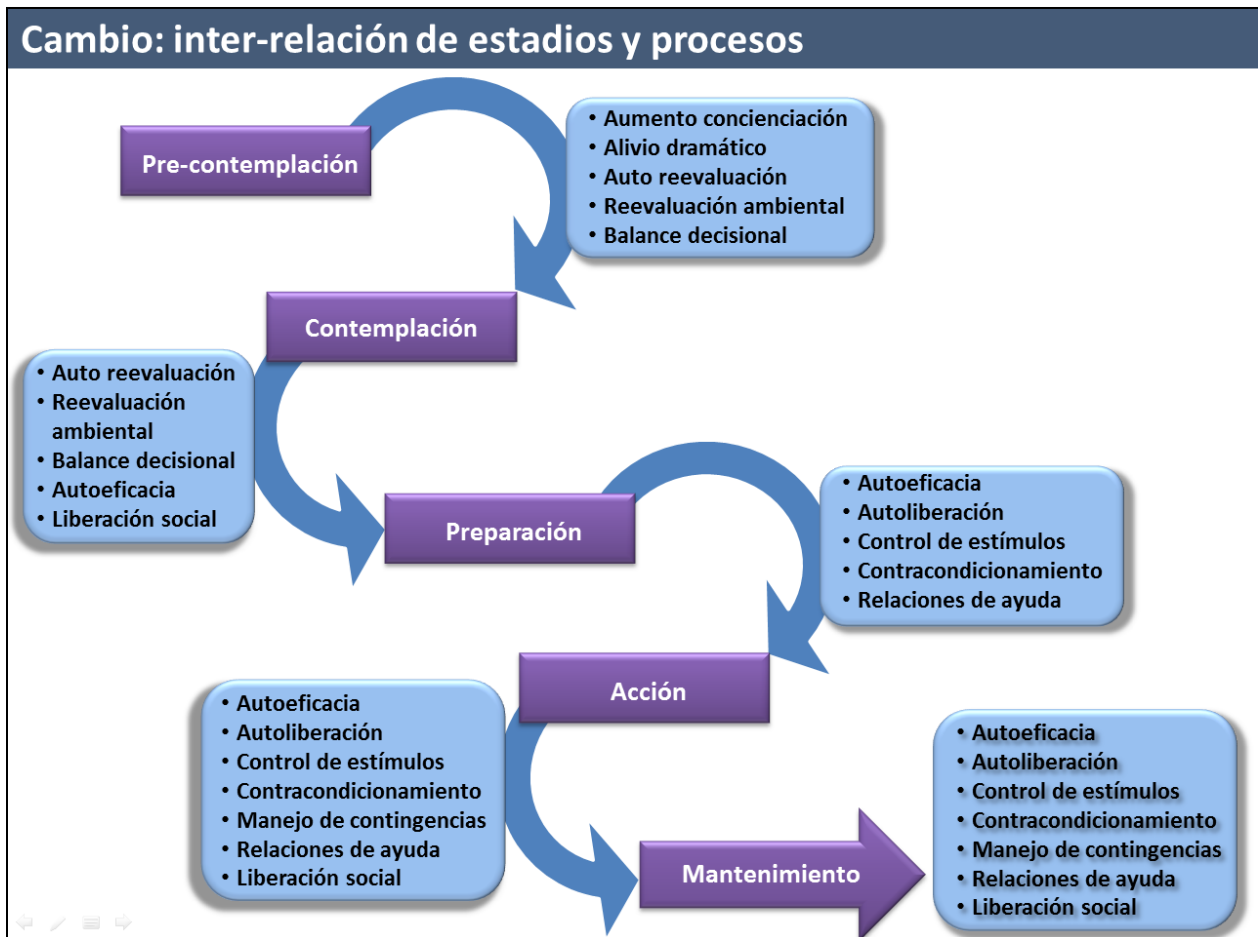 Cambio: inter-relación de estadios y procesos
Pre-contemplación
• Aumento concienciación
• Alivio dramático
• Auto reevaluación
• Reevaluación ambiental
• Balance decisional
Contemplación
• Auto reevaluación
• Reevaluación
ambiental
• Balance decisional
• Autoeficacia
• Liberación social
Preparación
• Autoeficacia
• Autoliberación
• Control de estímulos
• Contracondicionamiento
• Relaciones de ayuda
Acción
• Autoeficacia
• Autoliberación
• Control de estímulos
• Contracondicionamiento
• Manejo de contingencias
• Relaciones de ayuda
• Liberación social
Mantenimiento
• Autoeficacia
• Autoliberación
• Control de estímulos
• Contracondicionamiento
• Manejo de contingencias
• Relaciones de ayuda
• Liberación social